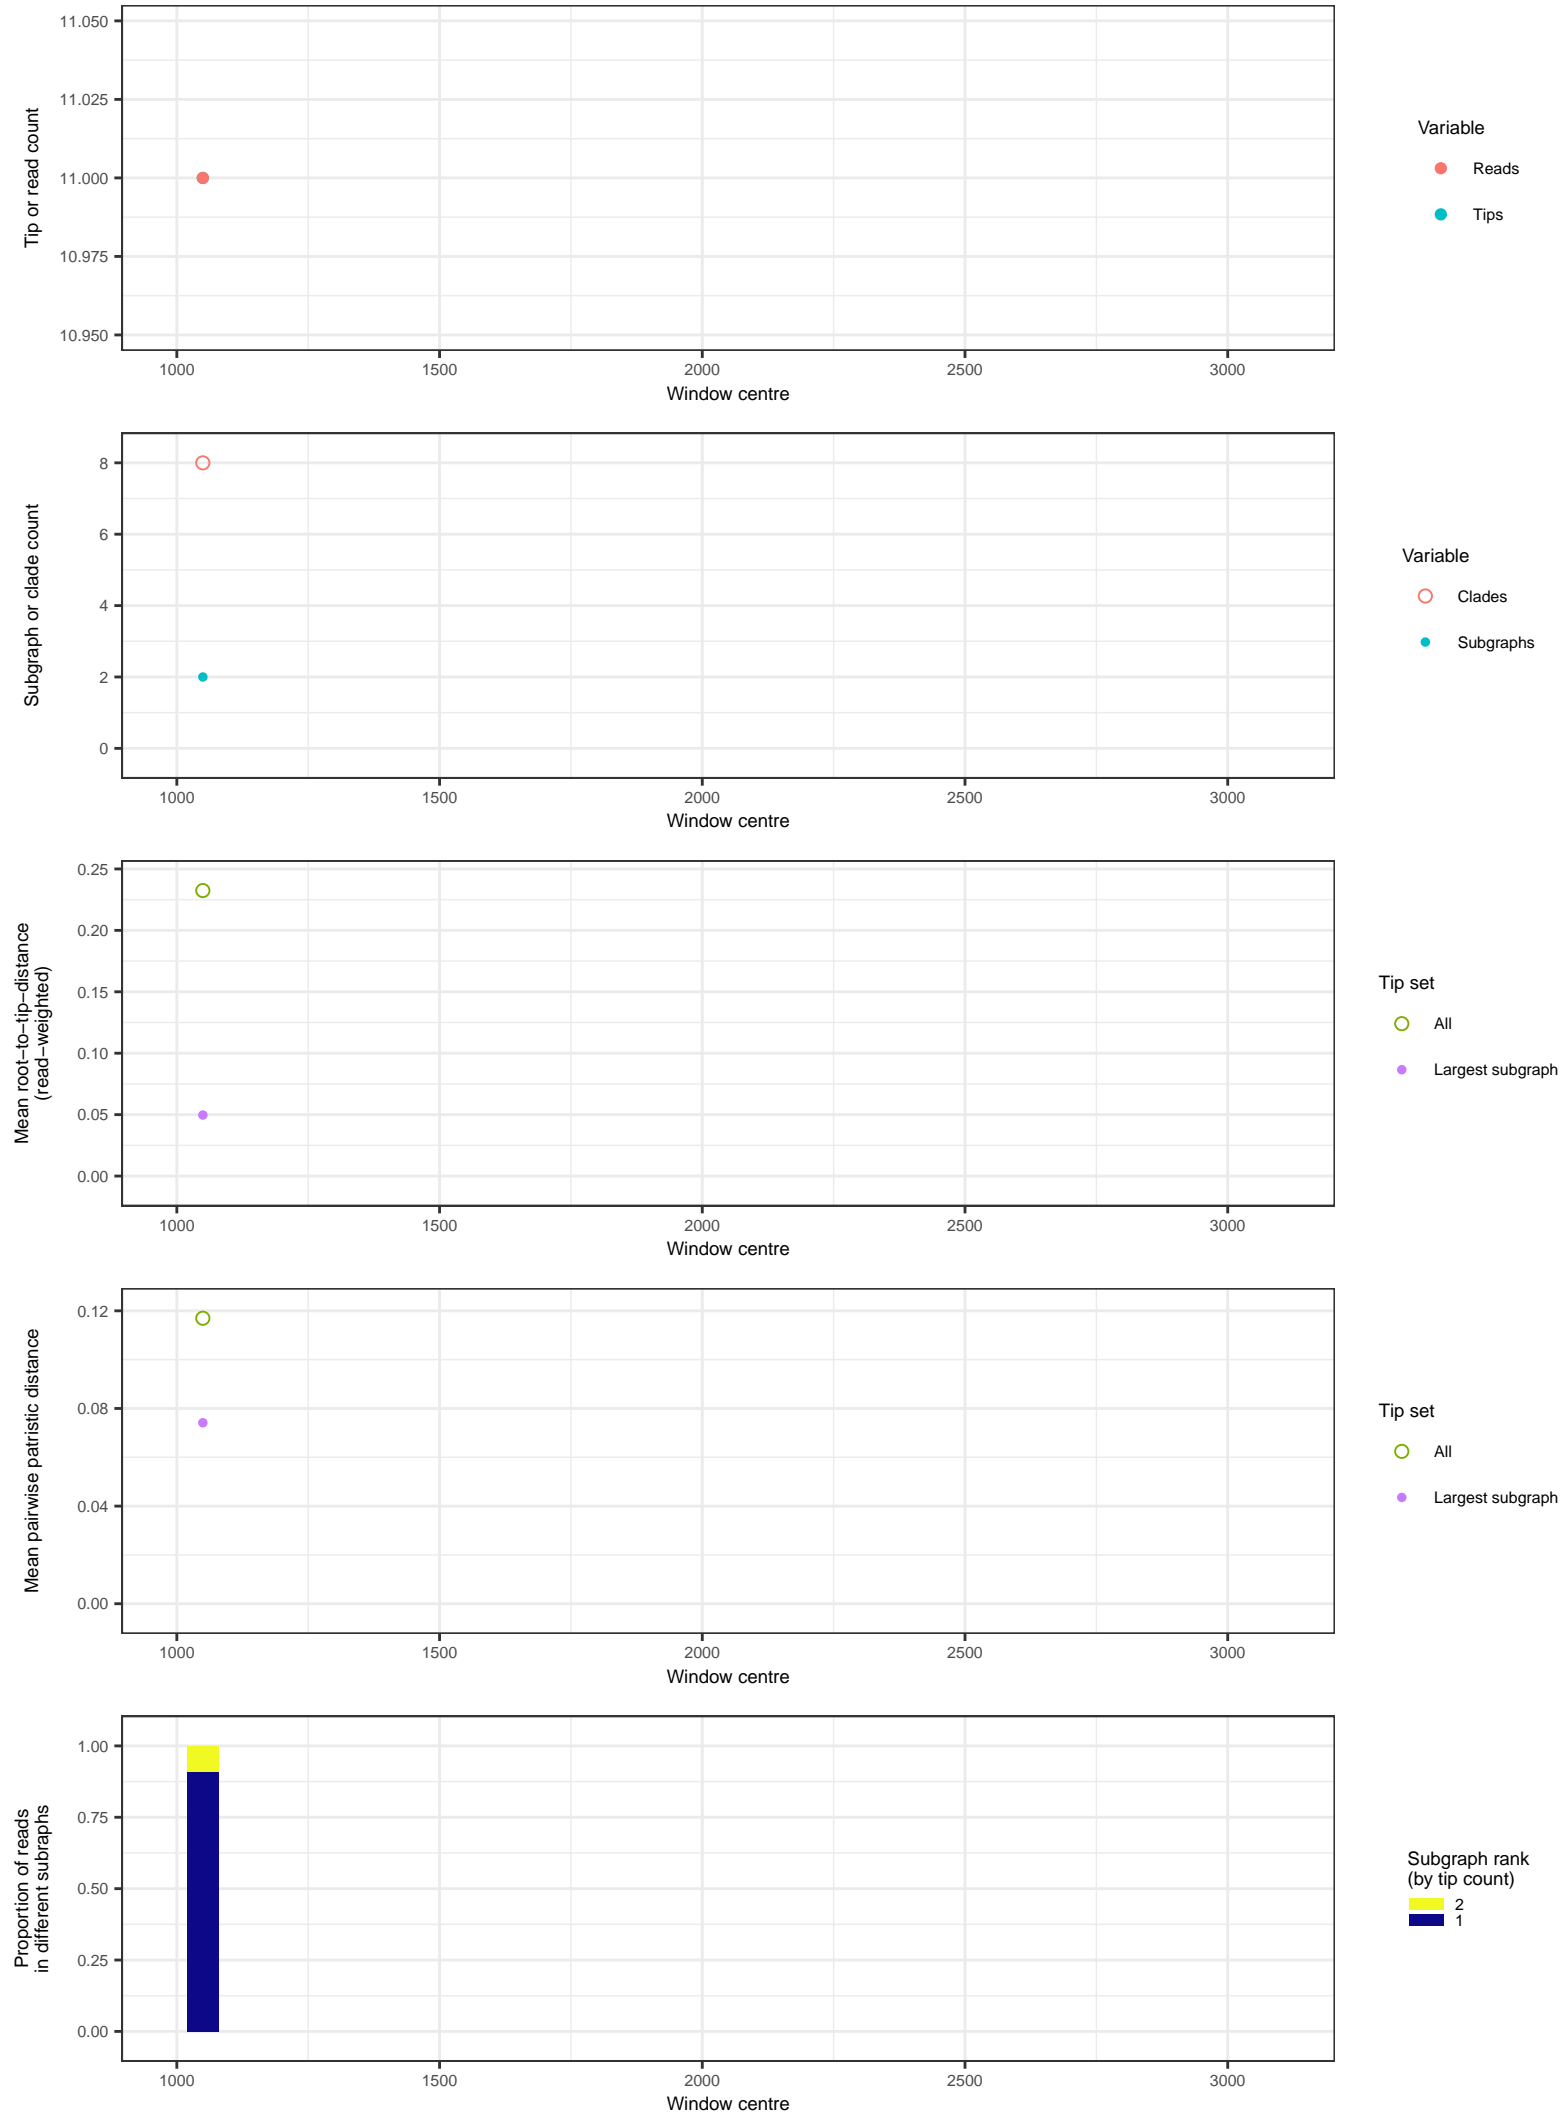 11.050
11.025
11.000
10.975
10.950
Tip or read count
1000 1500 2000 2500 3000
Window centre
Variable
Reads
Tips
8
6
4
2
0
Subgraph or clade count
1000 1500 2000 2500 3000
Window centre
Variable
Clades
Subgraphs
0.25
0.20
0.15
0.10
0.05
0.00
Mean root−to−tip−distance
(read−weighted)
1000 1500 2000 2500 3000
Window centre
Tip set
All
Largest subgraph
0.12
0.08
0.04
0.00
Mean pairwise patristic distance
1000 1500 2000 2500 3000
Window centre
Tip set
All
Largest subgraph
1.00
0.75
0.50
0.25
0.00
Proportion of reads
in different subraphs
1000 1500 2000 2500 3000
Window centre
Subgraph rank
(by tip count)
2
1